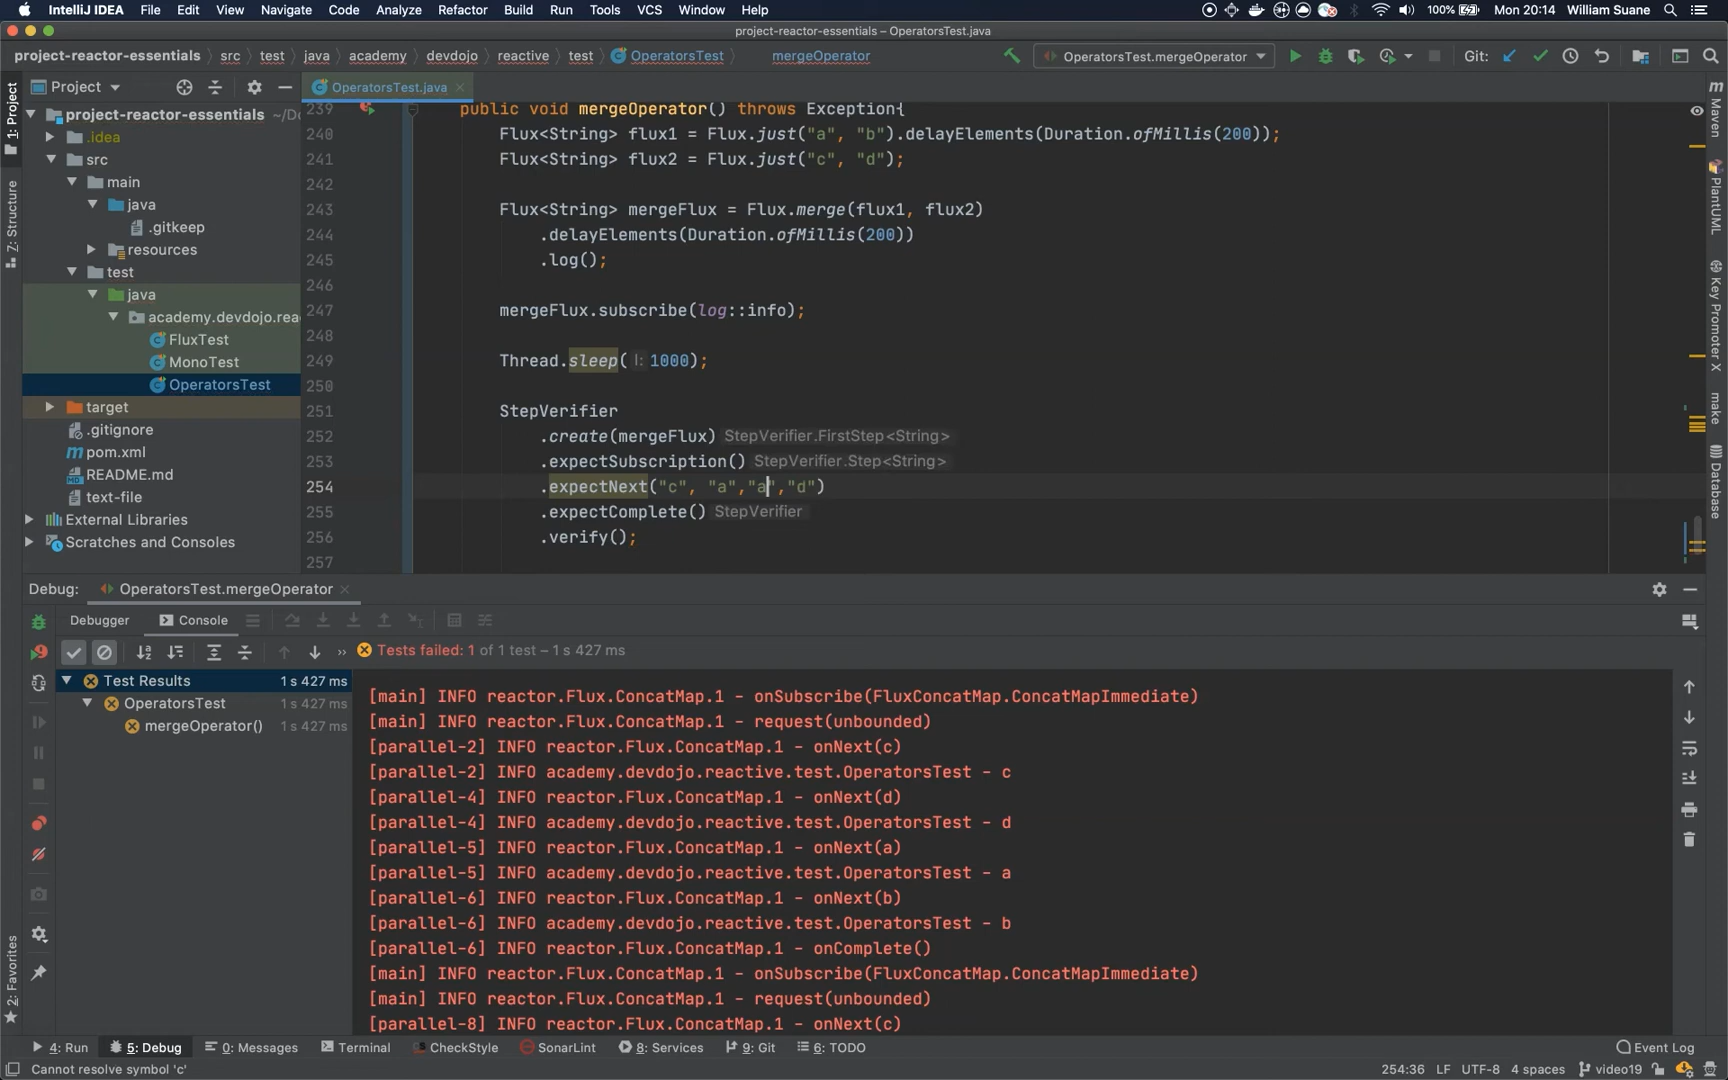 IntelliJ IDEA File Edit View Navigate Code Analyze Refactor Build Run Tools VCS Window Help 100% Mon 20:14 William Suane
project-reactor-essentials – OperatorsTest.java
project-reactor-essentials src test java academy devdojo reactive test OperatorsTest mergeOperator OperatorsTest.mergeOperator Git:
Project
OperatorsTest.java
1: Project
Z: Structure
2: Favorites
project-reactor-essentials ~/Do
.idea
src
main
java
.gitkeep
resources
test
java
academy.devdojo.rea
FluxTest
MonoTest
OperatorsTest
target
.gitignore
pom.xml
README.md
text-file
External Libraries
Scratches and Consoles
239 public void mergeOperator() throws Exception{
240 Flux<String> flux1 = Flux.just("a", "b").delayElements(Duration.ofMillis(200));
241 Flux<String> flux2 = Flux.just("c", "d");
242
243 Flux<String> mergeFlux = Flux.merge(flux1, flux2)
244 .delayElements(Duration.ofMillis(200))
245 .log();
246
247 mergeFlux.subscribe(log::info);
248
249 Thread.sleep( l: 1000);
250
251 StepVerifier
252 .create(mergeFlux) StepVerifier.FirstStep<String>
253 .expectSubscription() StepVerifier.Step<String>
254 .expectNext("c", "a","a","d")
255 .expectComplete() StepVerifier
256 .verify();
257
Maven
PlantUML
Key Promoter X
make
Database
Debug: OperatorsTest.mergeOperator
Debugger Console
» Tests failed: 1 of 1 test – 1 s 427 ms
Test Results 1 s 427 ms
OperatorsTest 1 s 427 ms
mergeOperator() 1 s 427 ms
[main] INFO reactor.Flux.ConcatMap.1 - onSubscribe(FluxConcatMap.ConcatMapImmediate)
[main] INFO reactor.Flux.ConcatMap.1 - request(unbounded)
[parallel-2] INFO reactor.Flux.ConcatMap.1 - onNext(c)
[parallel-2] INFO academy.devdojo.reactive.test.OperatorsTest - c
[parallel-4] INFO reactor.Flux.ConcatMap.1 - onNext(d)
[parallel-4] INFO academy.devdojo.reactive.test.OperatorsTest - d
[parallel-5] INFO reactor.Flux.ConcatMap.1 - onNext(a)
[parallel-5] INFO academy.devdojo.reactive.test.OperatorsTest - a
[parallel-6] INFO reactor.Flux.ConcatMap.1 - onNext(b)
[parallel-6] INFO academy.devdojo.reactive.test.OperatorsTest - b
[parallel-6] INFO reactor.Flux.ConcatMap.1 - onComplete()
[main] INFO reactor.Flux.ConcatMap.1 - onSubscribe(FluxConcatMap.ConcatMapImmediate)
[main] INFO reactor.Flux.ConcatMap.1 - request(unbounded)
[parallel-8] INFO reactor.Flux.ConcatMap.1 - onNext(c)
4: Run 5: Debug 0: Messages Terminal CheckStyle SonarLint 8: Services 9: Git 6: TODO Event Log
Cannot resolve symbol 'c' 254:36 LF UTF-8 4 spaces video19